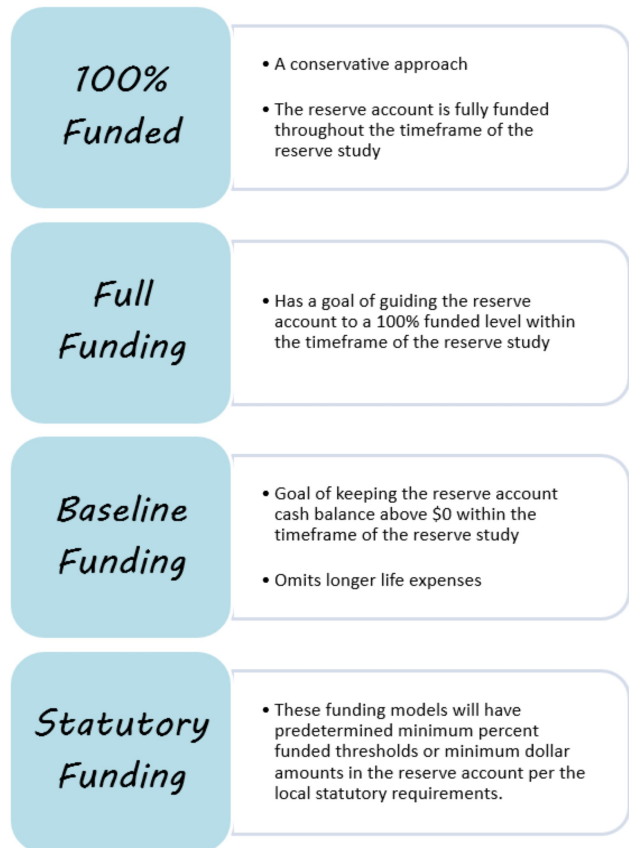 100%
Funded
• A conservative approach
• The reserve account is fully funded
throughout the timeframe of the
reserve study
Full
Funding
• Has a goal of guiding the reserve
account to a 100% funded level within
the timeframe of the reserve study
Baseline
Funding
• Goal of keeping the reserve account
cash balance above $0 within the
timeframe of the reserve study
• Omits longer life expenses
Statutory
Funding
• These funding models will have
predetermined minimum percent
funded thresholds or minimum dollar
amounts in the reserve account per the
local statutory requirements.